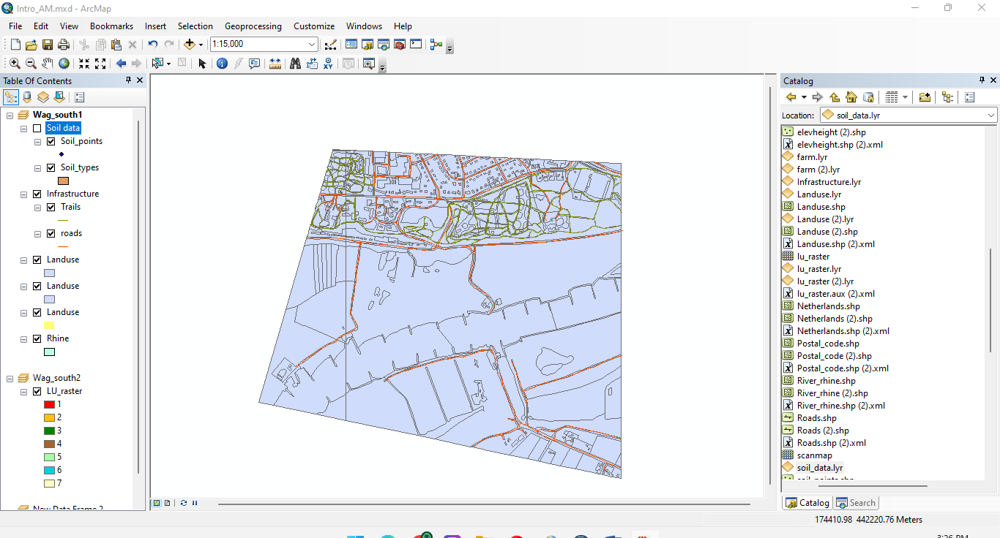 Intro_AM.mxd - ArcMap
File Edit View Bookmarks Insert Selection Geoprocessing Customize Windows Help
1:15,000
Table Of Contents
Wag_south1
Soil data
Soil_points
Soil_types
Infrastructure
Trails
roads
Landuse
Landuse
Landuse
Rhine
Wag_south2
LU_raster
1
2
3
4
5
6
7
New Data Frame 2
Catalog
Location: soil_data.lyr
elevheight (2).shp
elevheight.shp (2).xml
farm.lyr
farm (2).lyr
Infrastructure.lyr
Landuse.lyr
Landuse.shp
Landuse (2).lyr
Landuse (2).shp
Landuse.shp (2).xml
lu_raster
lu_raster.lyr
lu_raster (2).lyr
lu_raster.aux (2).xml
Netherlands.shp
Netherlands (2).shp
Netherlands.shp (2).xml
Postal_code.shp
Postal_code (2).shp
Postal_code.shp (2).xml
River_rhine.shp
River_rhine (2).shp
River_rhine.shp (2).xml
Roads.shp
Roads (2).shp
Roads.shp (2).xml
scanmap
soil_data.lyr
Catalog Search
174410.98 442220.76 Meters
3:26 PM